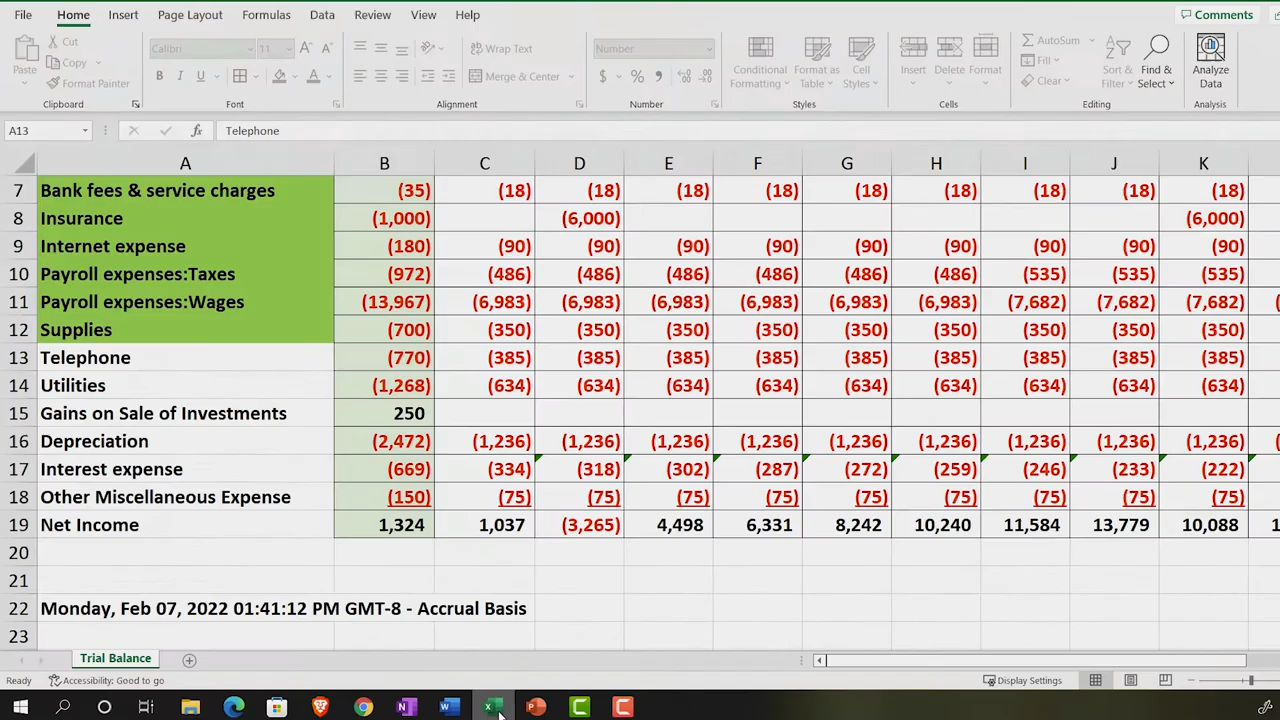 File Home Insert Page Layout Formulas Data Review View Help Comments
Paste Cut Copy Format Painter Calibri 11 Wrap Text Merge & Center Number Conditional Formatting Format as Table Cell Styles Insert Delete Format AutoSum Fill Clear Sort & Filter Find & Select Analyze Data
Clipboard Font Alignment Number Styles Cells Editing Analysis
A13 fx Telephone
A B C D E F G H I J K
7 Bank fees & service charges (35) (18) (18) (18) (18) (18) (18) (18) (18) (18)
8 Insurance (1,000) (6,000) (6,000)
9 Internet expense (180) (90) (90) (90) (90) (90) (90) (90) (90) (90)
10 Payroll expenses:Taxes (972) (486) (486) (486) (486) (486) (486) (535) (535) (535)
11 Payroll expenses:Wages (13,967) (6,983) (6,983) (6,983) (6,983) (6,983) (6,983) (7,682) (7,682) (7,682)
12 Supplies (700) (350) (350) (350) (350) (350) (350) (350) (350) (350)
13 Telephone (770) (385) (385) (385) (385) (385) (385) (385) (385) (385)
14 Utilities (1,268) (634) (634) (634) (634) (634) (634) (634) (634) (634)
15 Gains on Sale of Investments 250
16 Depreciation (2,472) (1,236) (1,236) (1,236) (1,236) (1,236) (1,236) (1,236) (1,236) (1,236)
17 Interest expense (669) (334) (318) (302) (287) (272) (259) (246) (233) (222)
18 Other Miscellaneous Expense (150) (75) (75) (75) (75) (75) (75) (75) (75) (75)
19 Net Income 1,324 1,037 (3,265) 4,498 6,331 8,242 10,240 11,584 13,779 10,088
20
21
22 Monday, Feb 07, 2022 01:41:12 PM GMT-8 - Accrual Basis
23
Trial Balance
Ready Accessibility: Good to go Display Settings